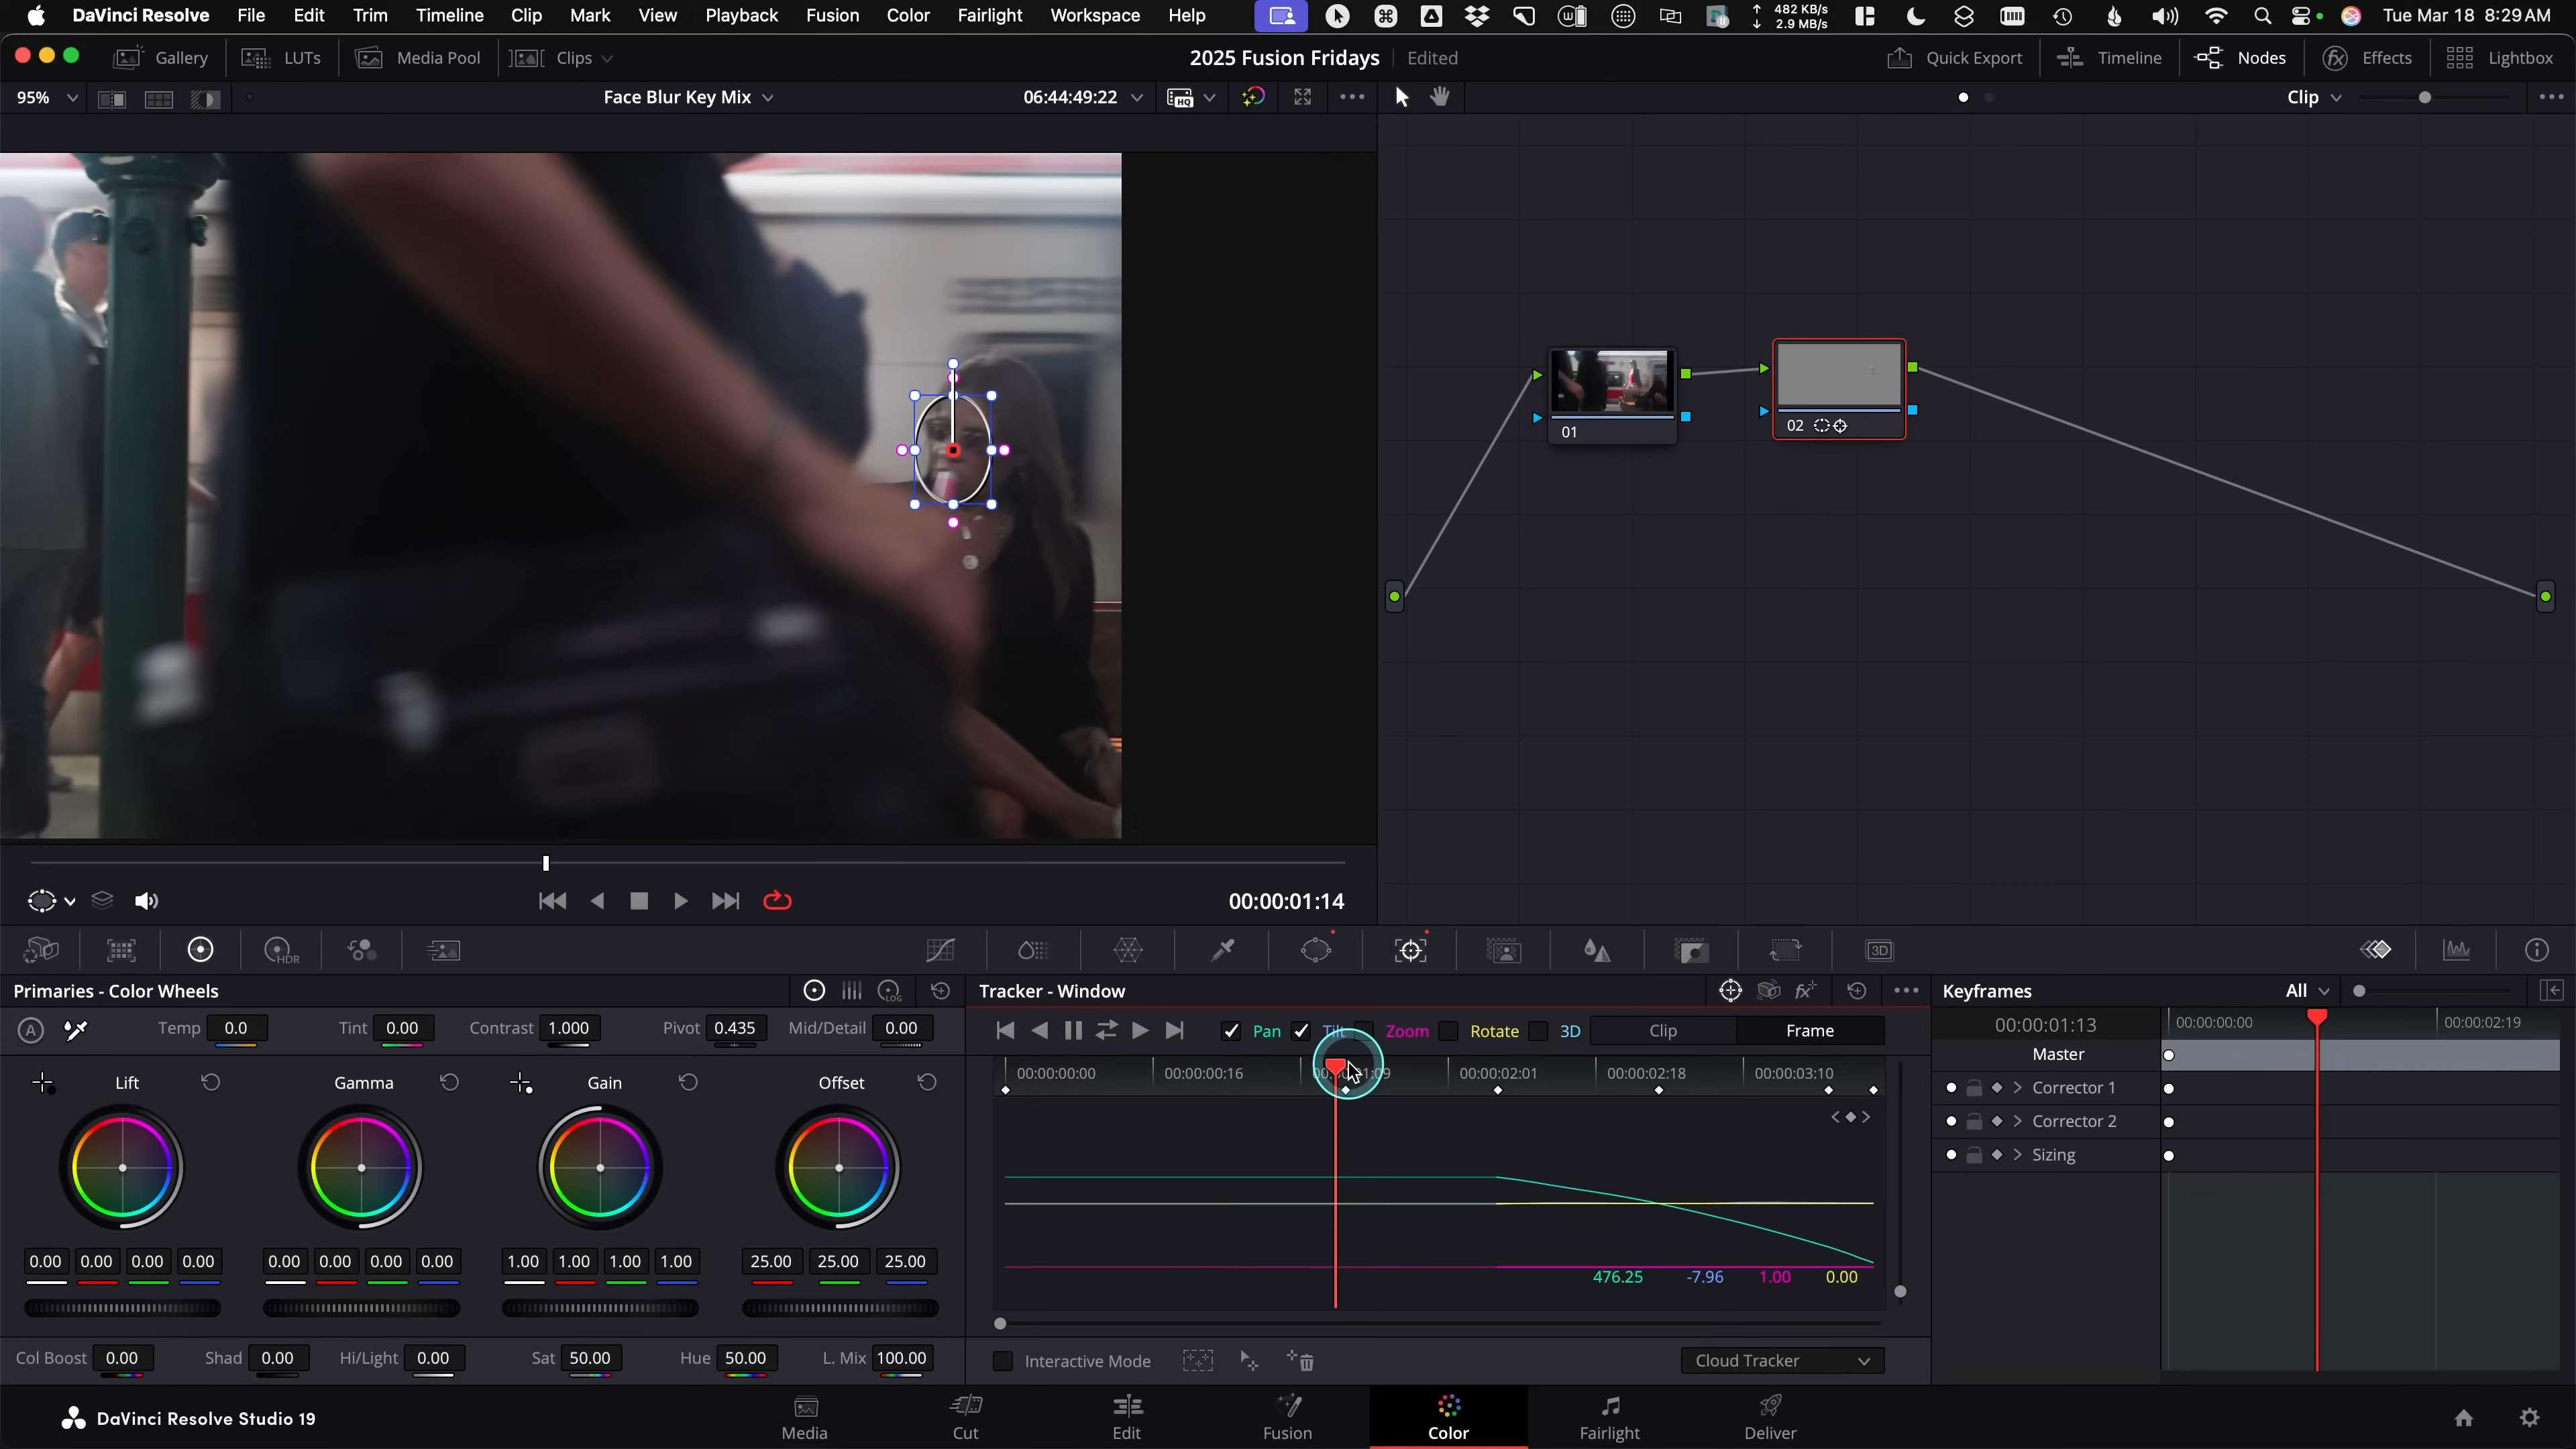 DaVinci Resolve File Edit Trim Timeline Clip Mark View Playback Fusion Color Fairlight Workspace Help 482 KB/s 2.9 MB/s Tue Mar 18 8:29 AM
Gallery LUTs Media Pool Clips 2025 Fusion Fridays Edited Quick Export Timeline Nodes fx Effects Lightbox
95% Face Blur Key Mix 06:44:49:22 HQ Clip
01
02
00:00:01:14
HDR 3D
Primaries - Color Wheels LOG Tracker - Window fx Keyframes All
A Temp 0.0 Tint 0.00 Contrast 1.000 Pivot 0.435 Mid/Detail 0.00 Pan Tilt Zoom Rotate 3D Clip Frame 00:00:01:13 00:00:00:00 00:00:02:19
Master
Lift Gamma Gain Offset 00:00:00:00 00:00:00:16 00:00:02:01 00:00:02:18 00:00:03:10
Corrector 1
Corrector 2
Sizing
0.00 0.00 0.00 0.00 0.00 0.00 0.00 0.00 1.00 1.00 1.00 1.00 25.00 25.00 25.00
476.25 -7.96 1.00 0.00
Col Boost 0.00 Shad 0.00 Hi/Light 0.00 Sat 50.00 Hue 50.00 L. Mix 100.00 Interactive Mode Cloud Tracker
DaVinci Resolve Studio 19 Media Cut Edit Fusion Color Fairlight Deliver